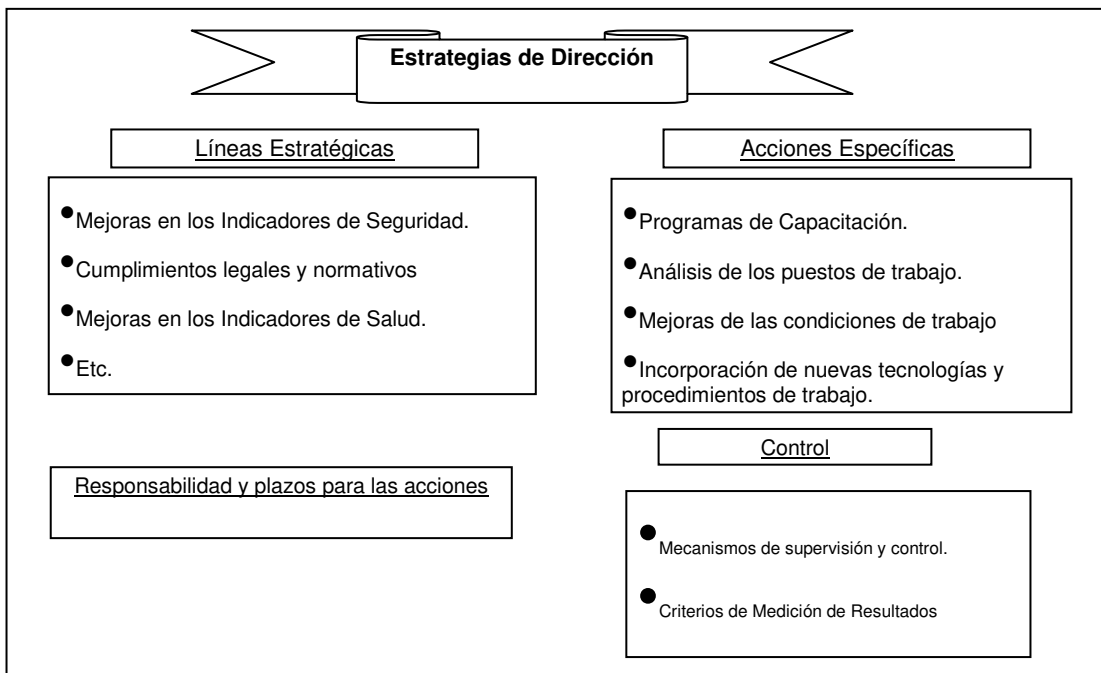 Estrategias de Dirección
Líneas Estratégicas
●Mejoras en los Indicadores de Seguridad.
●Cumplimientos legales y normativos
●Mejoras en los Indicadores de Salud.
●Etc.
Acciones Específicas
●Programas de Capacitación.
●Análisis de los puestos de trabajo.
●Mejoras de las condiciones de trabajo
●Incorporación de nuevas tecnologías y
procedimientos de trabajo.
Responsabilidad y plazos para las acciones
Control
●Mecanismos de supervisión y control.
●Criterios de Medición de Resultados